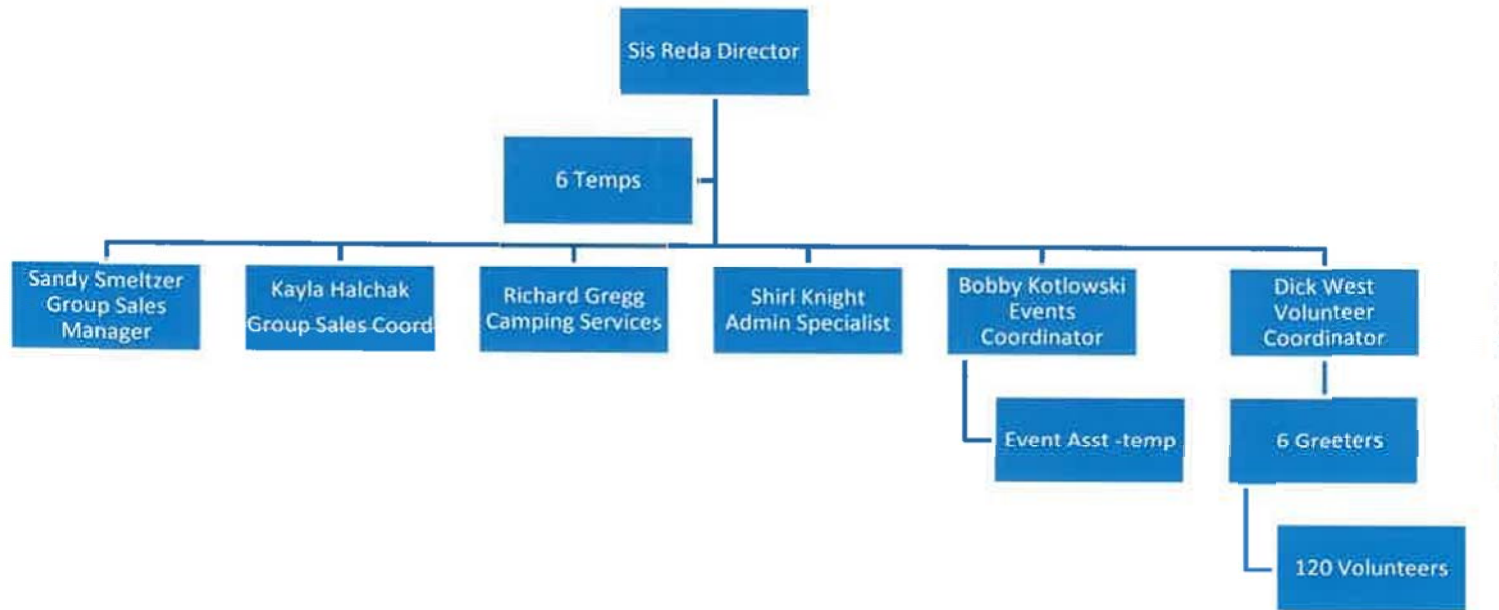 Sis Reda Director
6 Temps
Sandy Smeltzer
Group Sales
Manager
Kayla Halchak
Group Sales Coord
Richard Gregg
Camping Services
Shirl Knight
Admin Specialist
Bobby Kotlowski
Events
Coordinator
Dick West
Volunteer
Coordinator
Event Asst -temp
6 Greeters
120 Volunteers